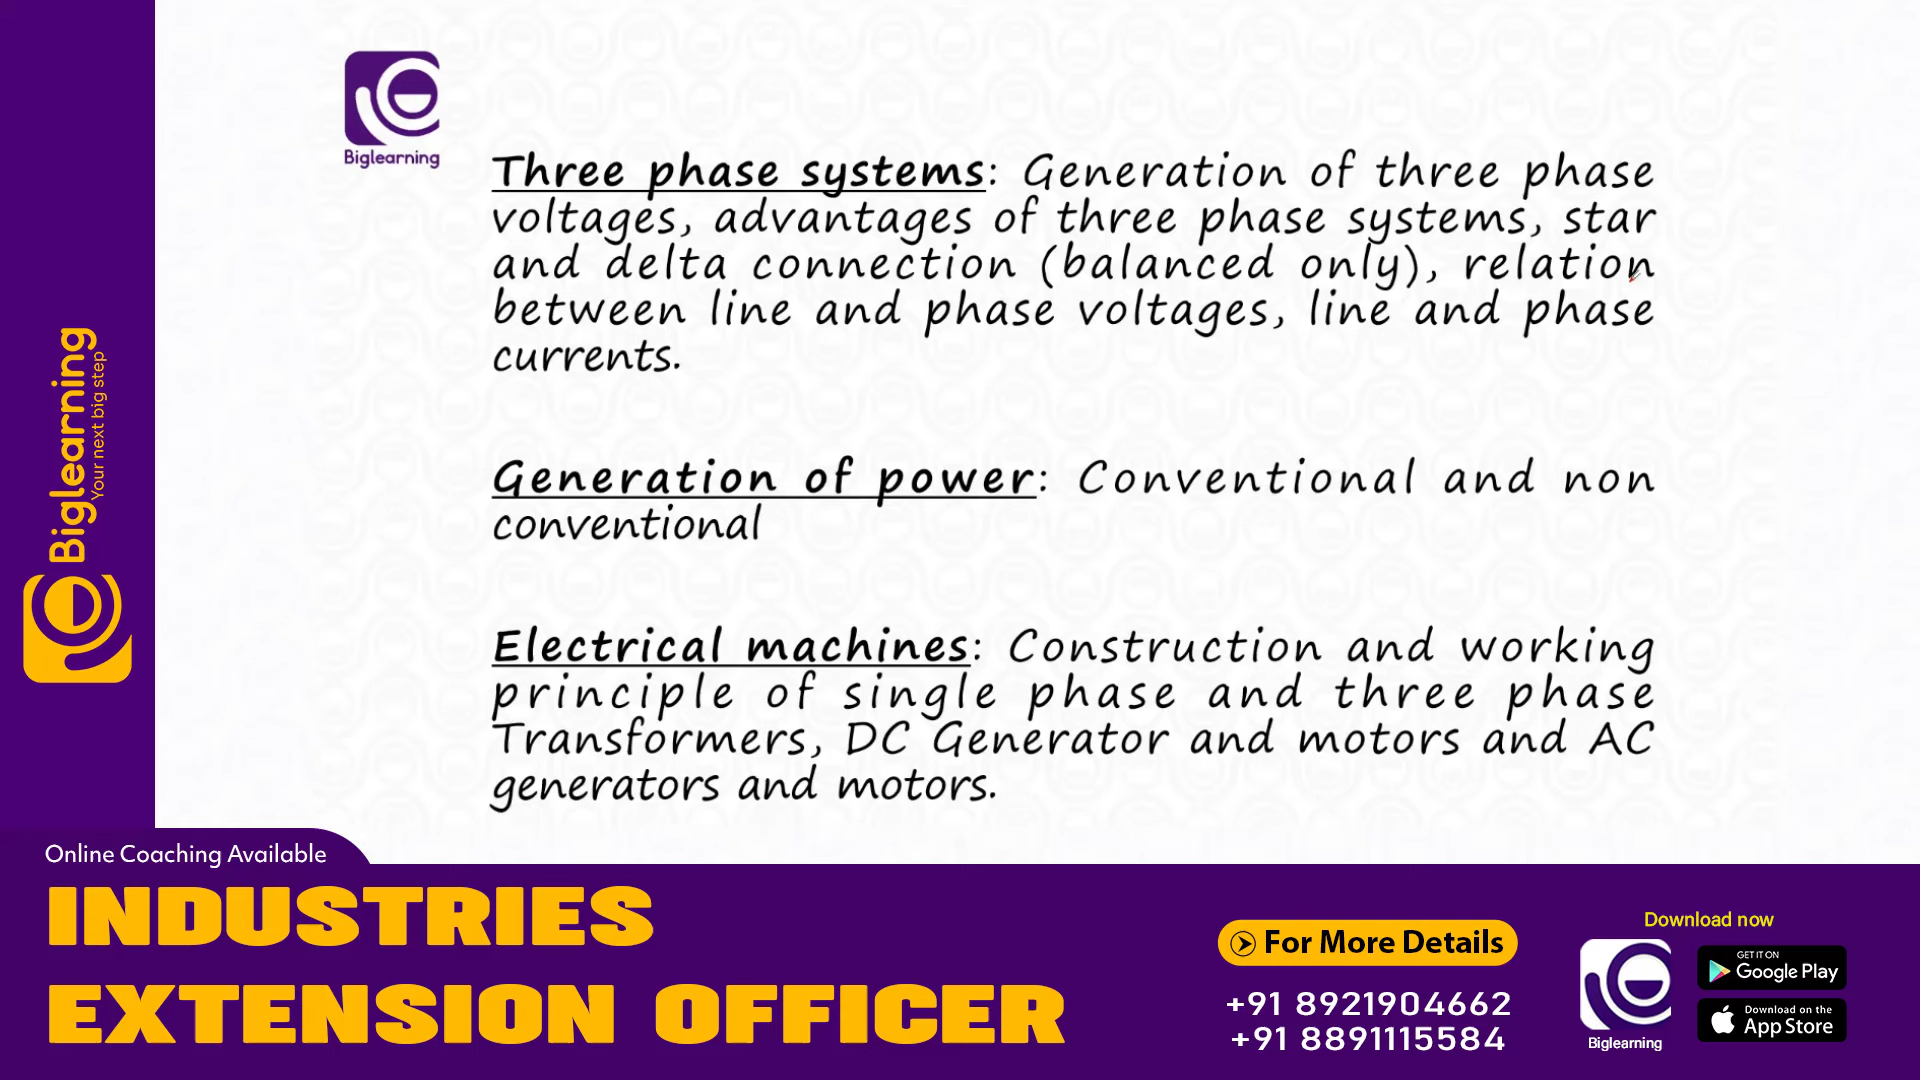 Biglearning
Three phase systems: Generation of three phase
voltages, advantages of three phase systems, star
and delta connection (balanced only), relation
between line and phase voltages, line and phase
currents.
Generation of power: Conventional and non
conventional
Electrical machines: Construction and working
principle of single phase and three phase
Transformers, DC Generator and motors and AC
generators and motors.
Biglearning
Your next big step
Online Coaching Available
INDUSTRIES
EXTENSION OFFICER
For More Details
+91 8921904662
+91 8891115584
Download now
Biglearning
GET IT ON
Google Play
Download on the
App Store